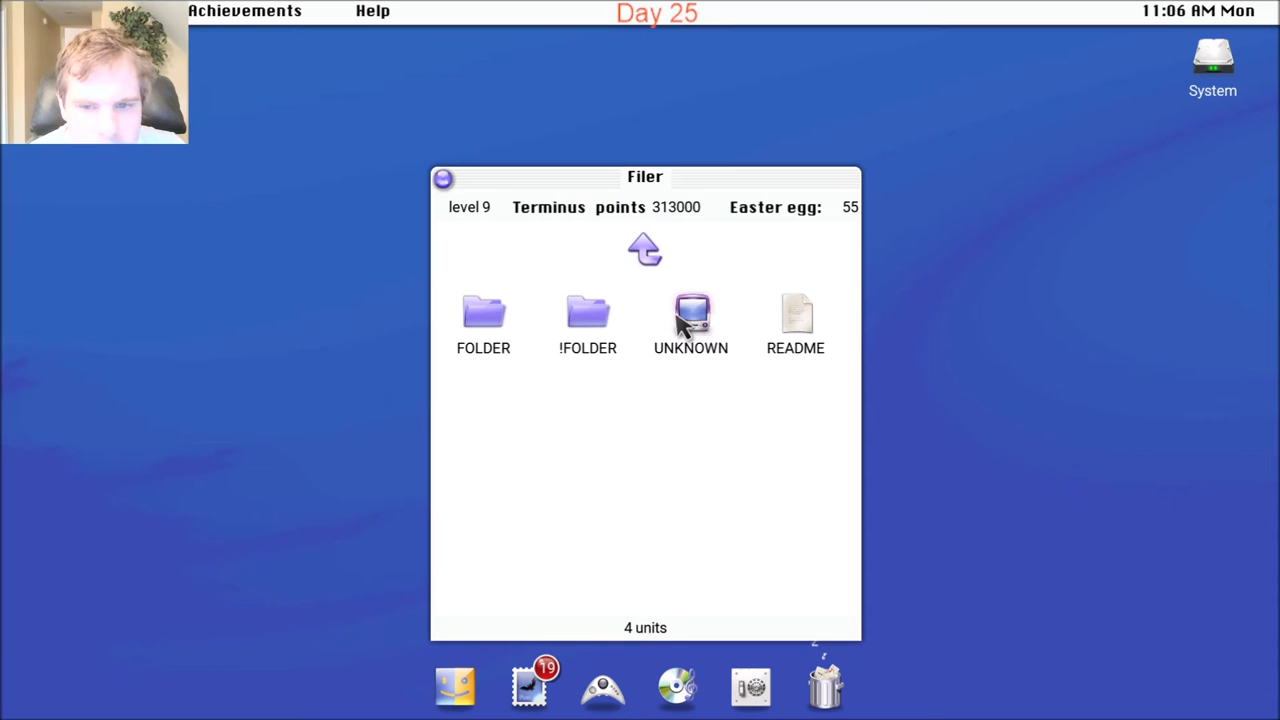 Achievements Help Day 25 11:06 AM Mon
System
Filer
level 9 Terminus points 313000 Easter egg: 55
FOLDER !FOLDER UNKNOWN README
4 units
z
19